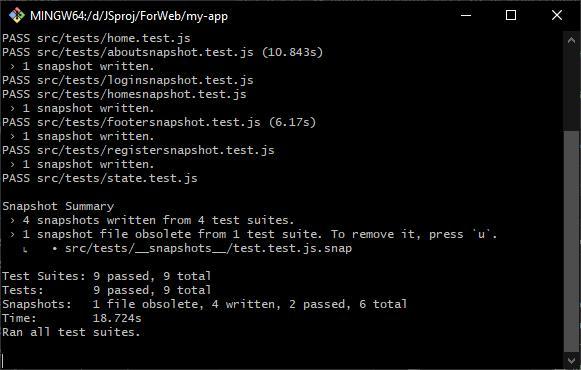 MINGW64:/d/JSproj/ForWeb/my-app
PASS src/tests/home.test.js
PASS src/tests/aboutsnapshot.test.js (10.843s)
› 1 snapshot written.
PASS src/tests/loginsnapshot.test.js
PASS src/tests/homesnapshot.test.js
› 1 snapshot written.
PASS src/tests/footersnapshot.test.js (6.17s)
› 1 snapshot written.
PASS src/tests/registersnapshot.test.js
› 1 snapshot written.
PASS src/tests/state.test.js
Snapshot Summary
› 4 snapshots written from 4 test suites.
› 1 snapshot file obsolete from 1 test suite. To remove it, press `u`.
↳ • src/tests/__snapshots__/test.test.js.snap
Test Suites: 9 passed, 9 total
Tests: 9 passed, 9 total
Snapshots: 1 file obsolete, 4 written, 2 passed, 6 total
Time: 18.724s
Ran all test suites.